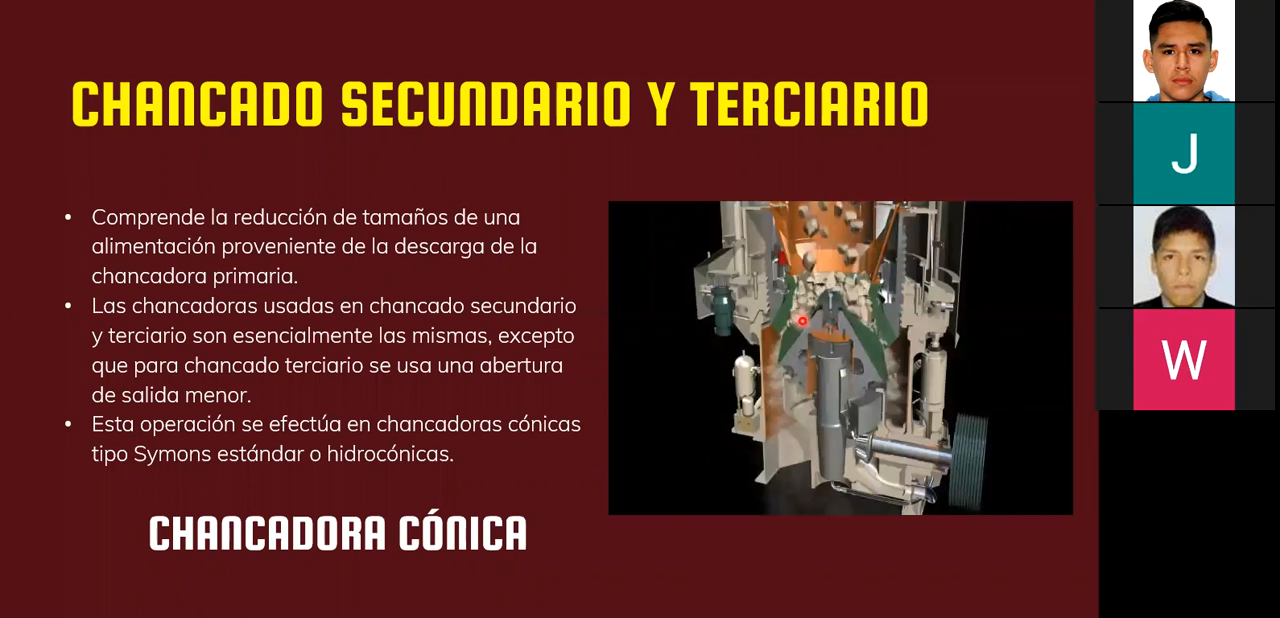 CHANCADO SECUNDARIO Y TERCIARIO
• Comprende la reducción de tamaños de una
alimentación proveniente de la descarga de la
chancadora primaria.
• Las chancadoras usadas en chancado secundario
y terciario son esencialmente las mismas, excepto
que para chancado terciario se usa una abertura
de salida menor.
• Esta operación se efectúa en chancadoras cónicas
tipo Symons estándar o hidrocónicas.
CHANCADORA CÓNICA
J
W